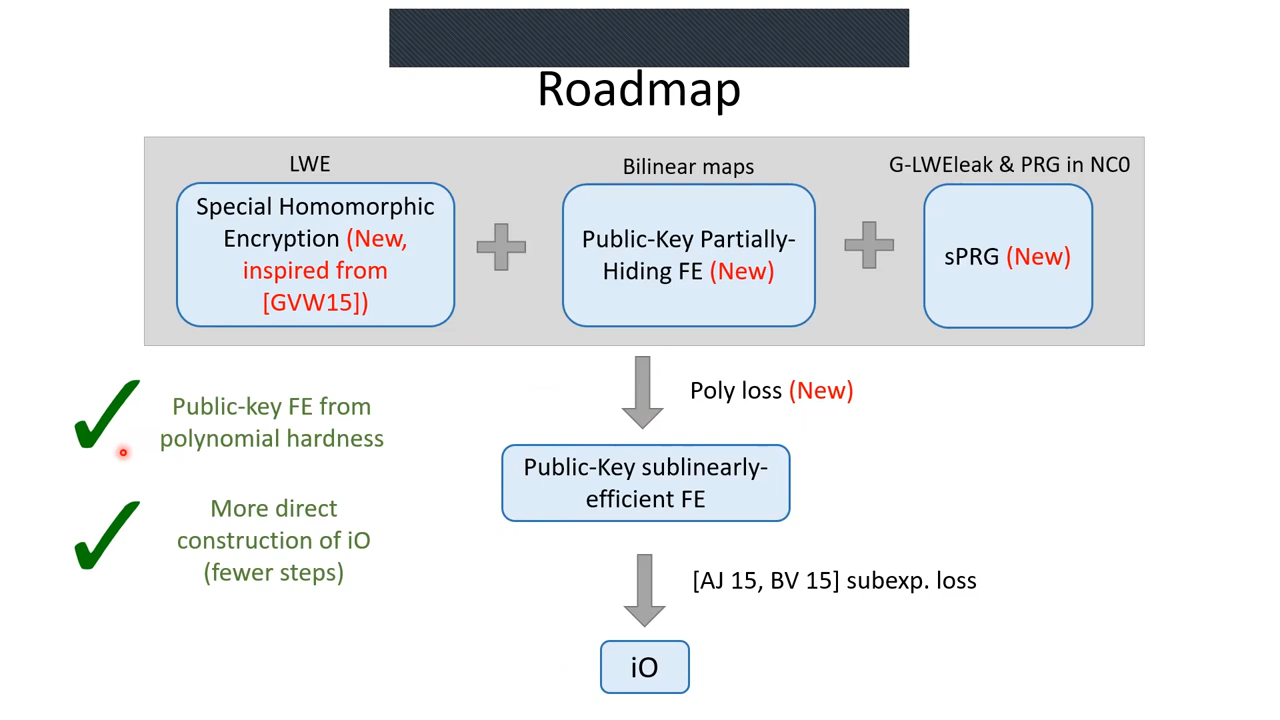 Roadmap
LWE
Special Homomorphic
Encryption (New,
inspired from
[GVW15])
Bilinear maps
Public-Key Partially-
Hiding FE (New)
G-LWEleak & PRG in NC0
sPRG (New)
Poly loss (New)
Public-key FE from
polynomial hardness
Public-Key sublinearly-
efficient FE
More direct
construction of iO
(fewer steps)
[AJ 15, BV 15] subexp. loss
iO